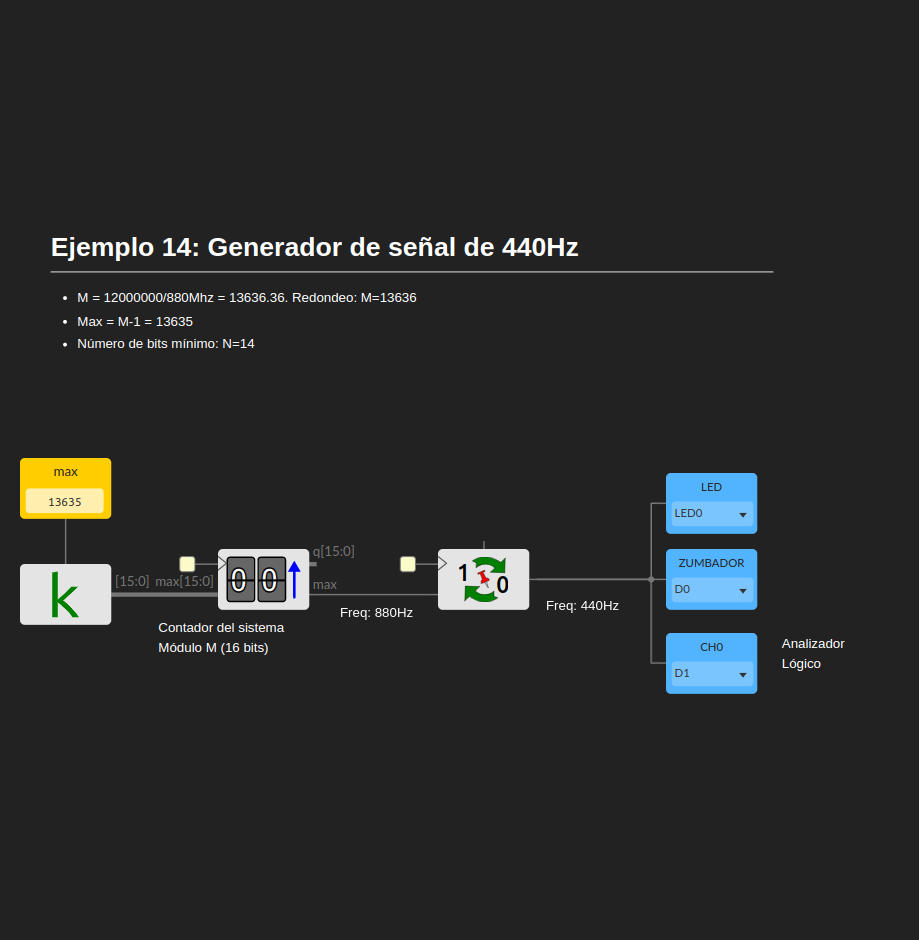 Ejemplo 14: Generador de señal de 440Hz
M = 12000000/880Mhz = 13636.36. Redondeo: M=13636
Max = M-1 = 13635
Número de bits mínimo: N=14
max
13635
k
[15:0] max[15:0]
0 0
q[15:0]
max
Contador del sistema
Módulo M (16 bits)
Freq: 880Hz
1 0
Freq: 440Hz
LED
LED0
ZUMBADOR
D0
CH0
D1
Analizador
Lógico